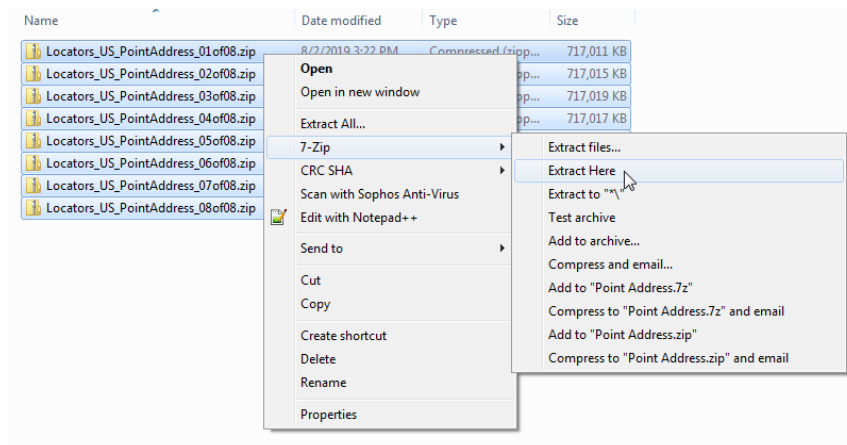 Name Date modified Type Size
Locators_US_PointAddress_01of08.zip 8/2/2019 3:22 PM Compressed (zipp... 717,011 KB
Locators_US_PointAddress_02of08.zip pp... 717,015 KB
Locators_US_PointAddress_03of08.zip pp... 717,019 KB
Locators_US_PointAddress_04of08.zip pp... 717,017 KB
Locators_US_PointAddress_05of08.zip
Locators_US_PointAddress_06of08.zip
Locators_US_PointAddress_07of08.zip
Locators_US_PointAddress_08of08.zip
Open
Open in new window
Extract All...
7-Zip
CRC SHA
Scan with Sophos Anti-Virus
Edit with Notepad++
Send to
Cut
Copy
Create shortcut
Delete
Rename
Properties
Extract files...
Extract Here
Extract to "*\"
Test archive
Add to archive...
Compress and email...
Add to "Point Address.7z"
Compress to "Point Address.7z" and email
Add to "Point Address.zip"
Compress to "Point Address.zip" and email